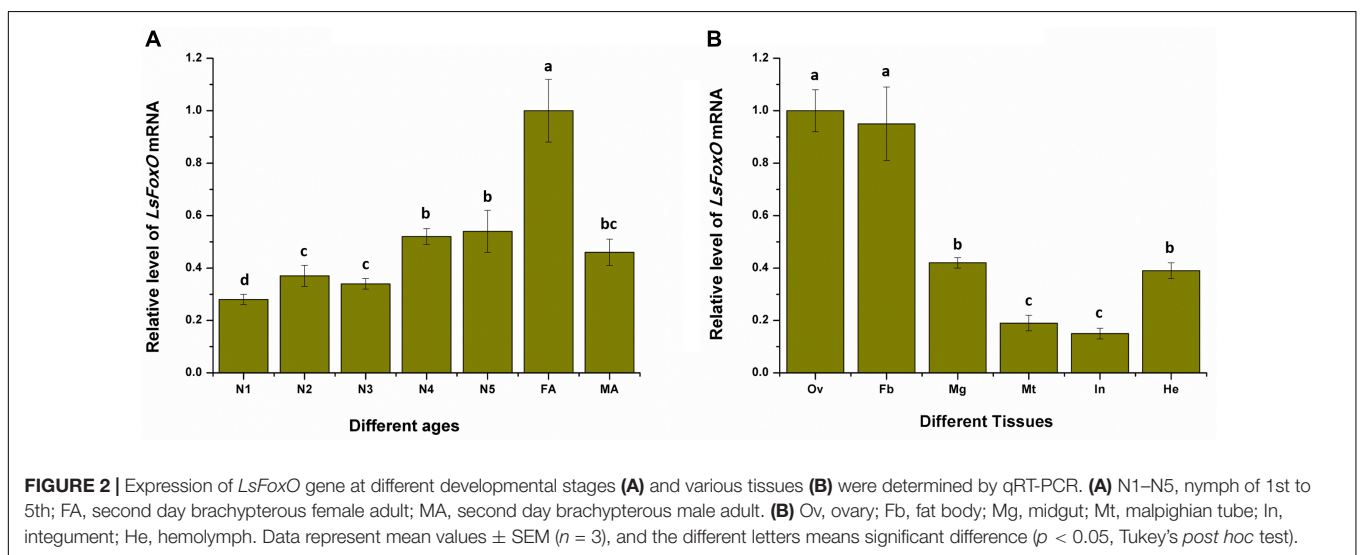 A
Relative level of LsFoxO mRNA
1.2
1.0
0.8
0.6
0.4
0.2
0.0
d
c
c
b
b
a
bc
N1 N2 N3 N4 N5 FA MA
Different ages
B
Relative level of LsFoxO mRNA
1.2
1.0
0.8
0.6
0.4
0.2
0.0
a
a
b
c
c
b
Ov Fb Mg Mt In He
Different Tissues
FIGURE 2 | Expression of LsFoxO gene at different developmental stages (A) and various tissues (B) were determined by qRT-PCR. (A) N1–N5, nymph of 1st to
5th; FA, second day brachypterous female adult; MA, second day brachypterous male adult. (B) Ov, ovary; Fb, fat body; Mg, midgut; Mt, malpighian tube; In,
integument; He, hemolymph. Data represent mean values ± SEM (n = 3), and the different letters means significant difference (p < 0.05, Tukey's post hoc test).